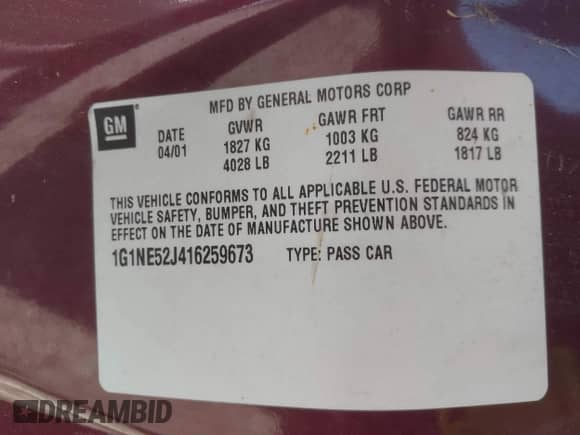 MFD BY GENERAL MOTORS CORP
GM®
DATE GVWR GAWR FRT GAWR RR
04/01 1827 KG 1003 KG 824 KG
4028 LB 2211 LB 1817 LB
THIS VEHICLE CONFORMS TO ALL APPLICABLE U.S. FEDERAL MOTOR
VEHICLE SAFETY, BUMPER, AND THEFT PREVENTION STANDARDS IN
EFFECT ON THE DATE OF MANUFACTURE SHOWN ABOVE.
1G1NE52J416259673 TYPE: PASS CAR
DREAMBID